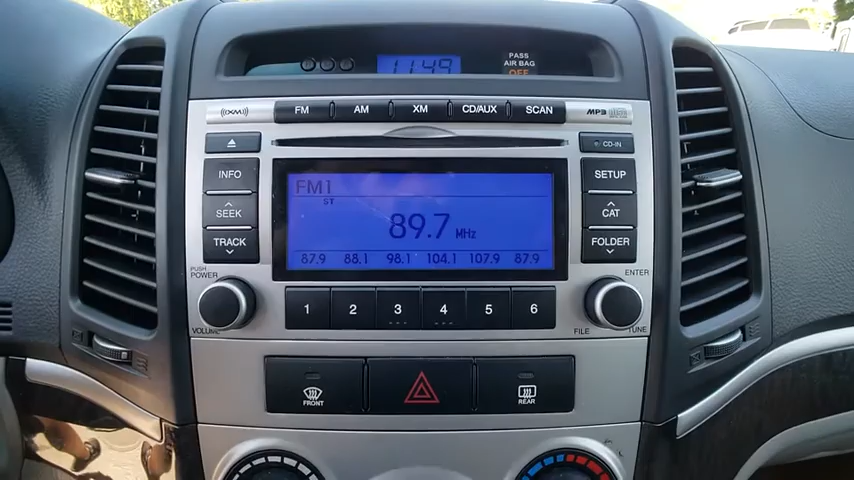 11:49
PASS
AIR BAG
OFF
((XM)) FM AM XM CD/AUX SCAN MP3
CD-IN
INFO SETUP
FM1
ST
SEEK CAT
89.7 MHz
TRACK FOLDER
87.9 88.1 98.1 104.1 107.9 87.9
PUSH
POWER ENTER
1 2 3 4 5 6
VOLUME FILE TUNE
FRONT REAR